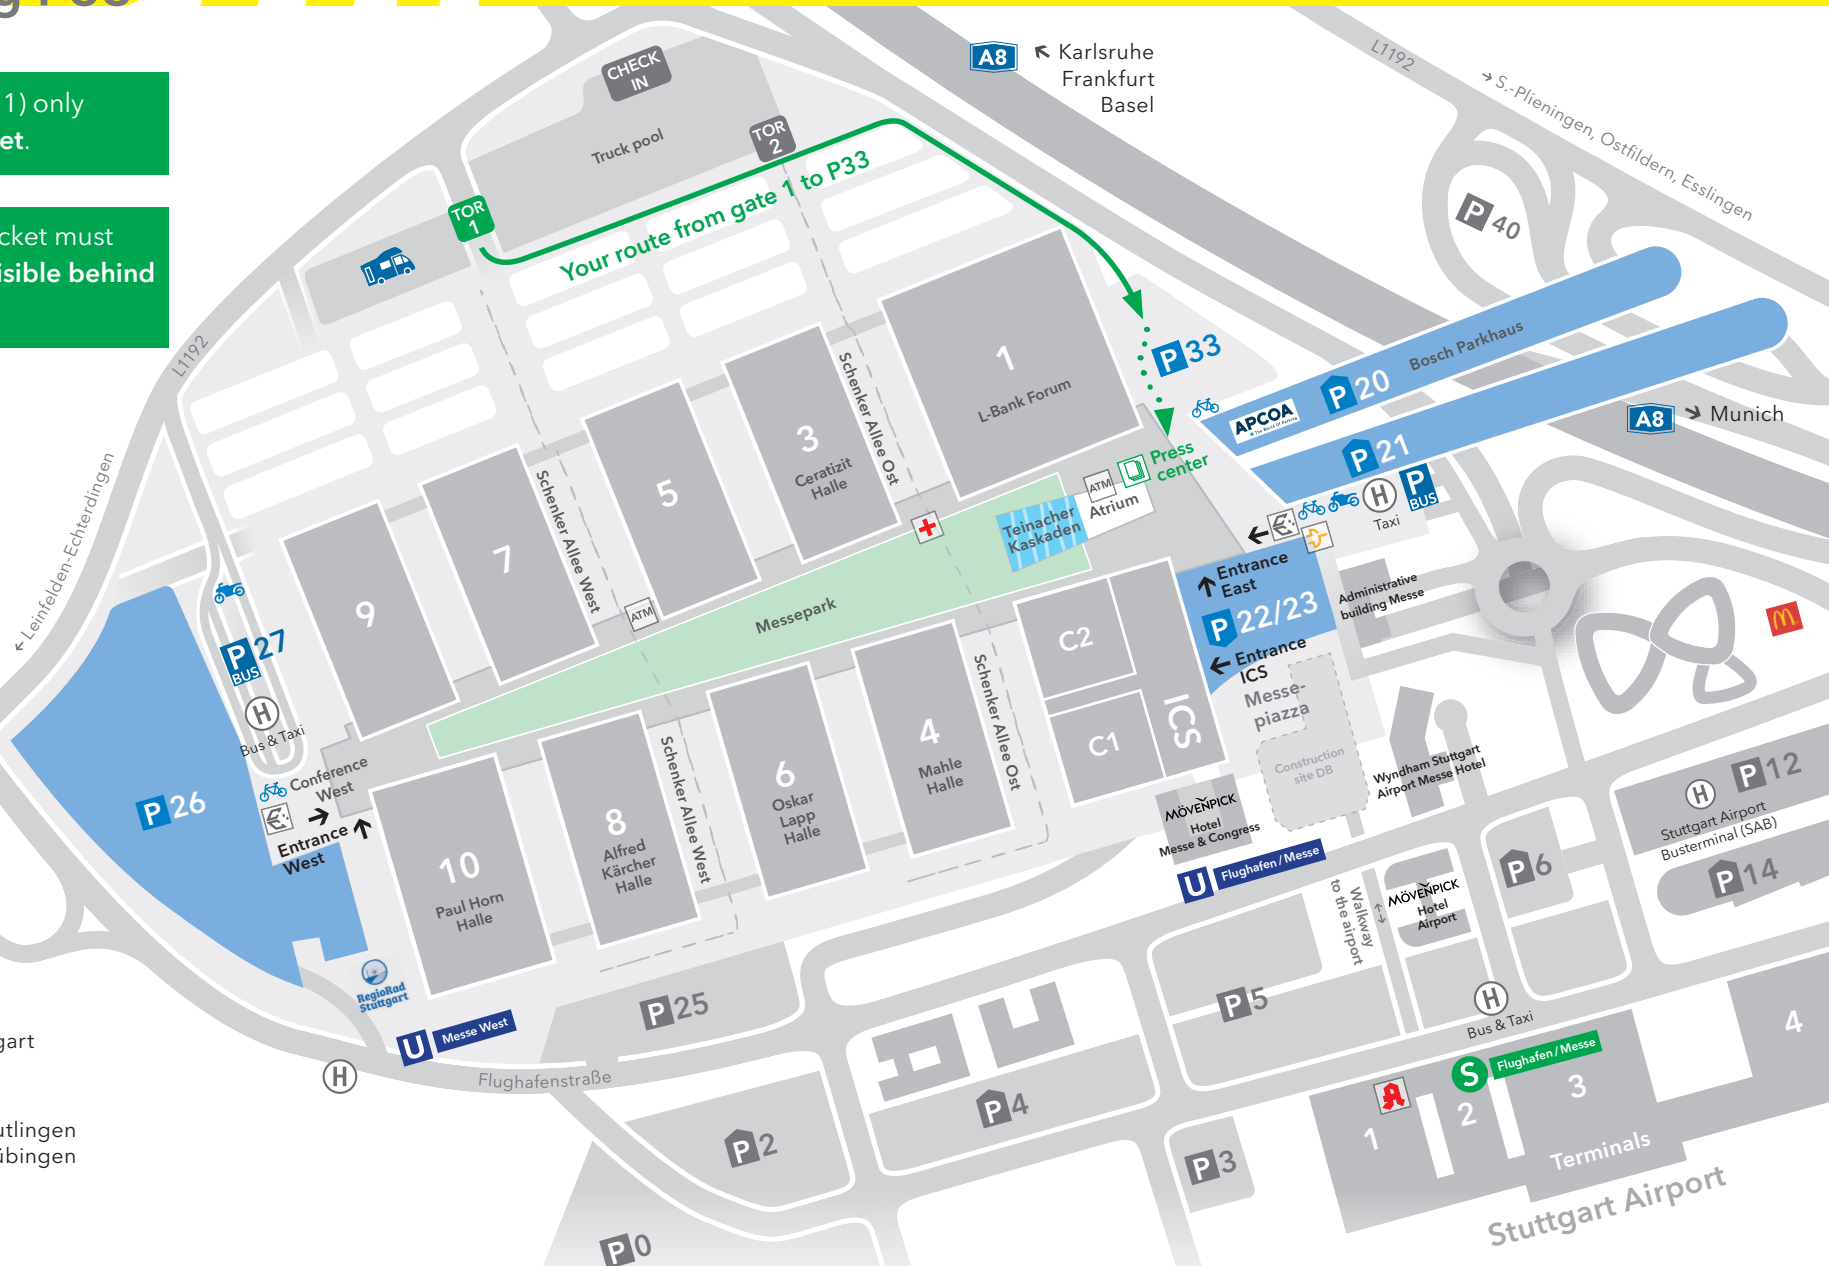 1) only
et.
cket must
isible behind
A8
Karlsruhe
Frankfurt
Basel
L1192
S.-Plieningen, Ostfildern, Esslingen
CHECK
IN
Truck pool
TOR
2
TOR
1
Your route from gate 1 to P33
P 40
L1192
P 33
Bosch Parkhaus
P 20
APCOA
P 21
A8
Munich
1
L-Bank Forum
Schenker Allee Ost
3
Ceratizit
Halle
5
Schenker Allee West
7
9
Press
center
ATM
Atrium
Teinacher
Kaskaden
H
Taxi
P
BUS
Entrance
East
P 22/23
Entrance
ICS
Administrative
building Messe
Messe-
piazza
Construction
site DB
Leinfelden-Echterdingen
P 27
BUS
H
Bus & Taxi
ATM
Messepark
C2
C1
ICS
Schenker Allee Ost
4
Mahle
Halle
6
Oskar
Lapp
Halle
Schenker Allee West
8
Alfred
Kärcher
Halle
10
Paul Horn
Halle
Conference
West
Entrance
West
P 26
MÖVENPICK
Hotel
Messe & Congress
Wyndham Stuttgart
Airport Messe Hotel
U Flughafen / Messe
P 12
H
Stuttgart Airport
Busterminal (SAB)
P 14
P 6
MÖVENPICK
Hotel
Airport
Walkway
to the airport
RegioRad
Stuttgart
U Messe West
P 25
P 5
H
Bus & Taxi
S Flughafen / Messe
H
Flughafenstraße
P 4
P 2
P 3
P 0
1
2
3
4
Terminals
Stuttgart Airport
gart
utlingen
übingen